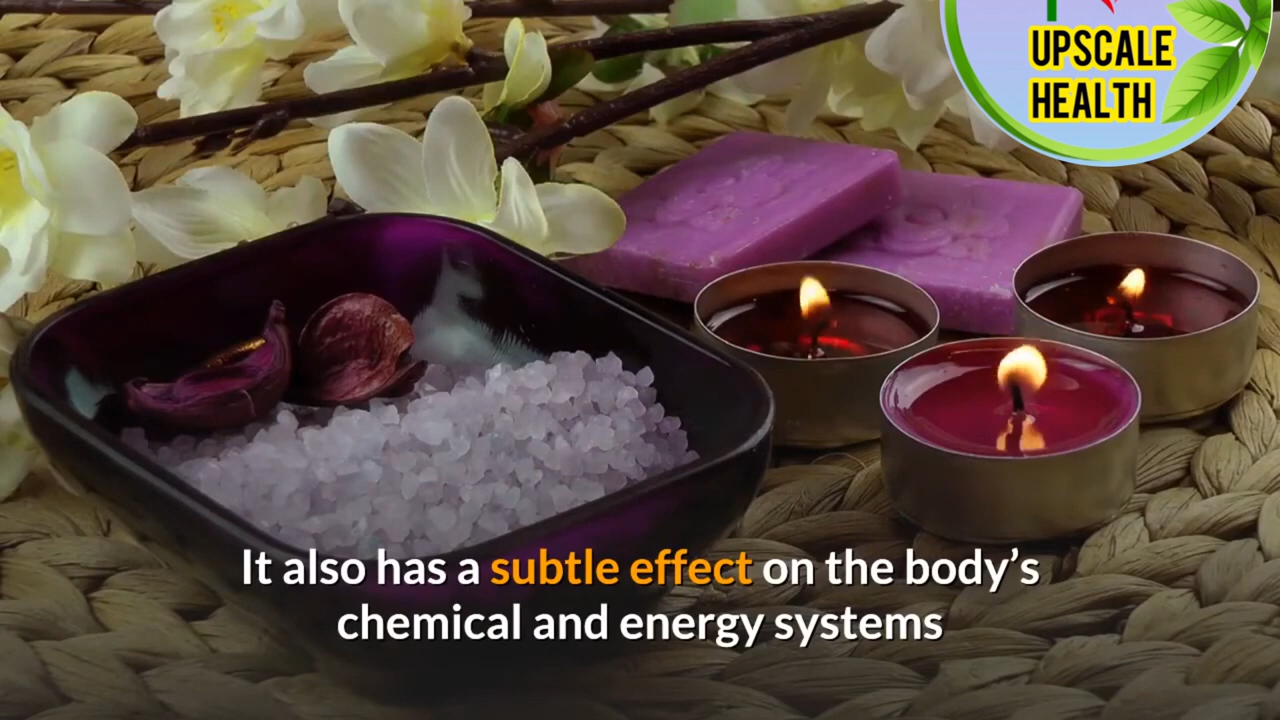 UPSCALE
HEALTH
It also has a subtle effect on the body’s
chemical and energy systems